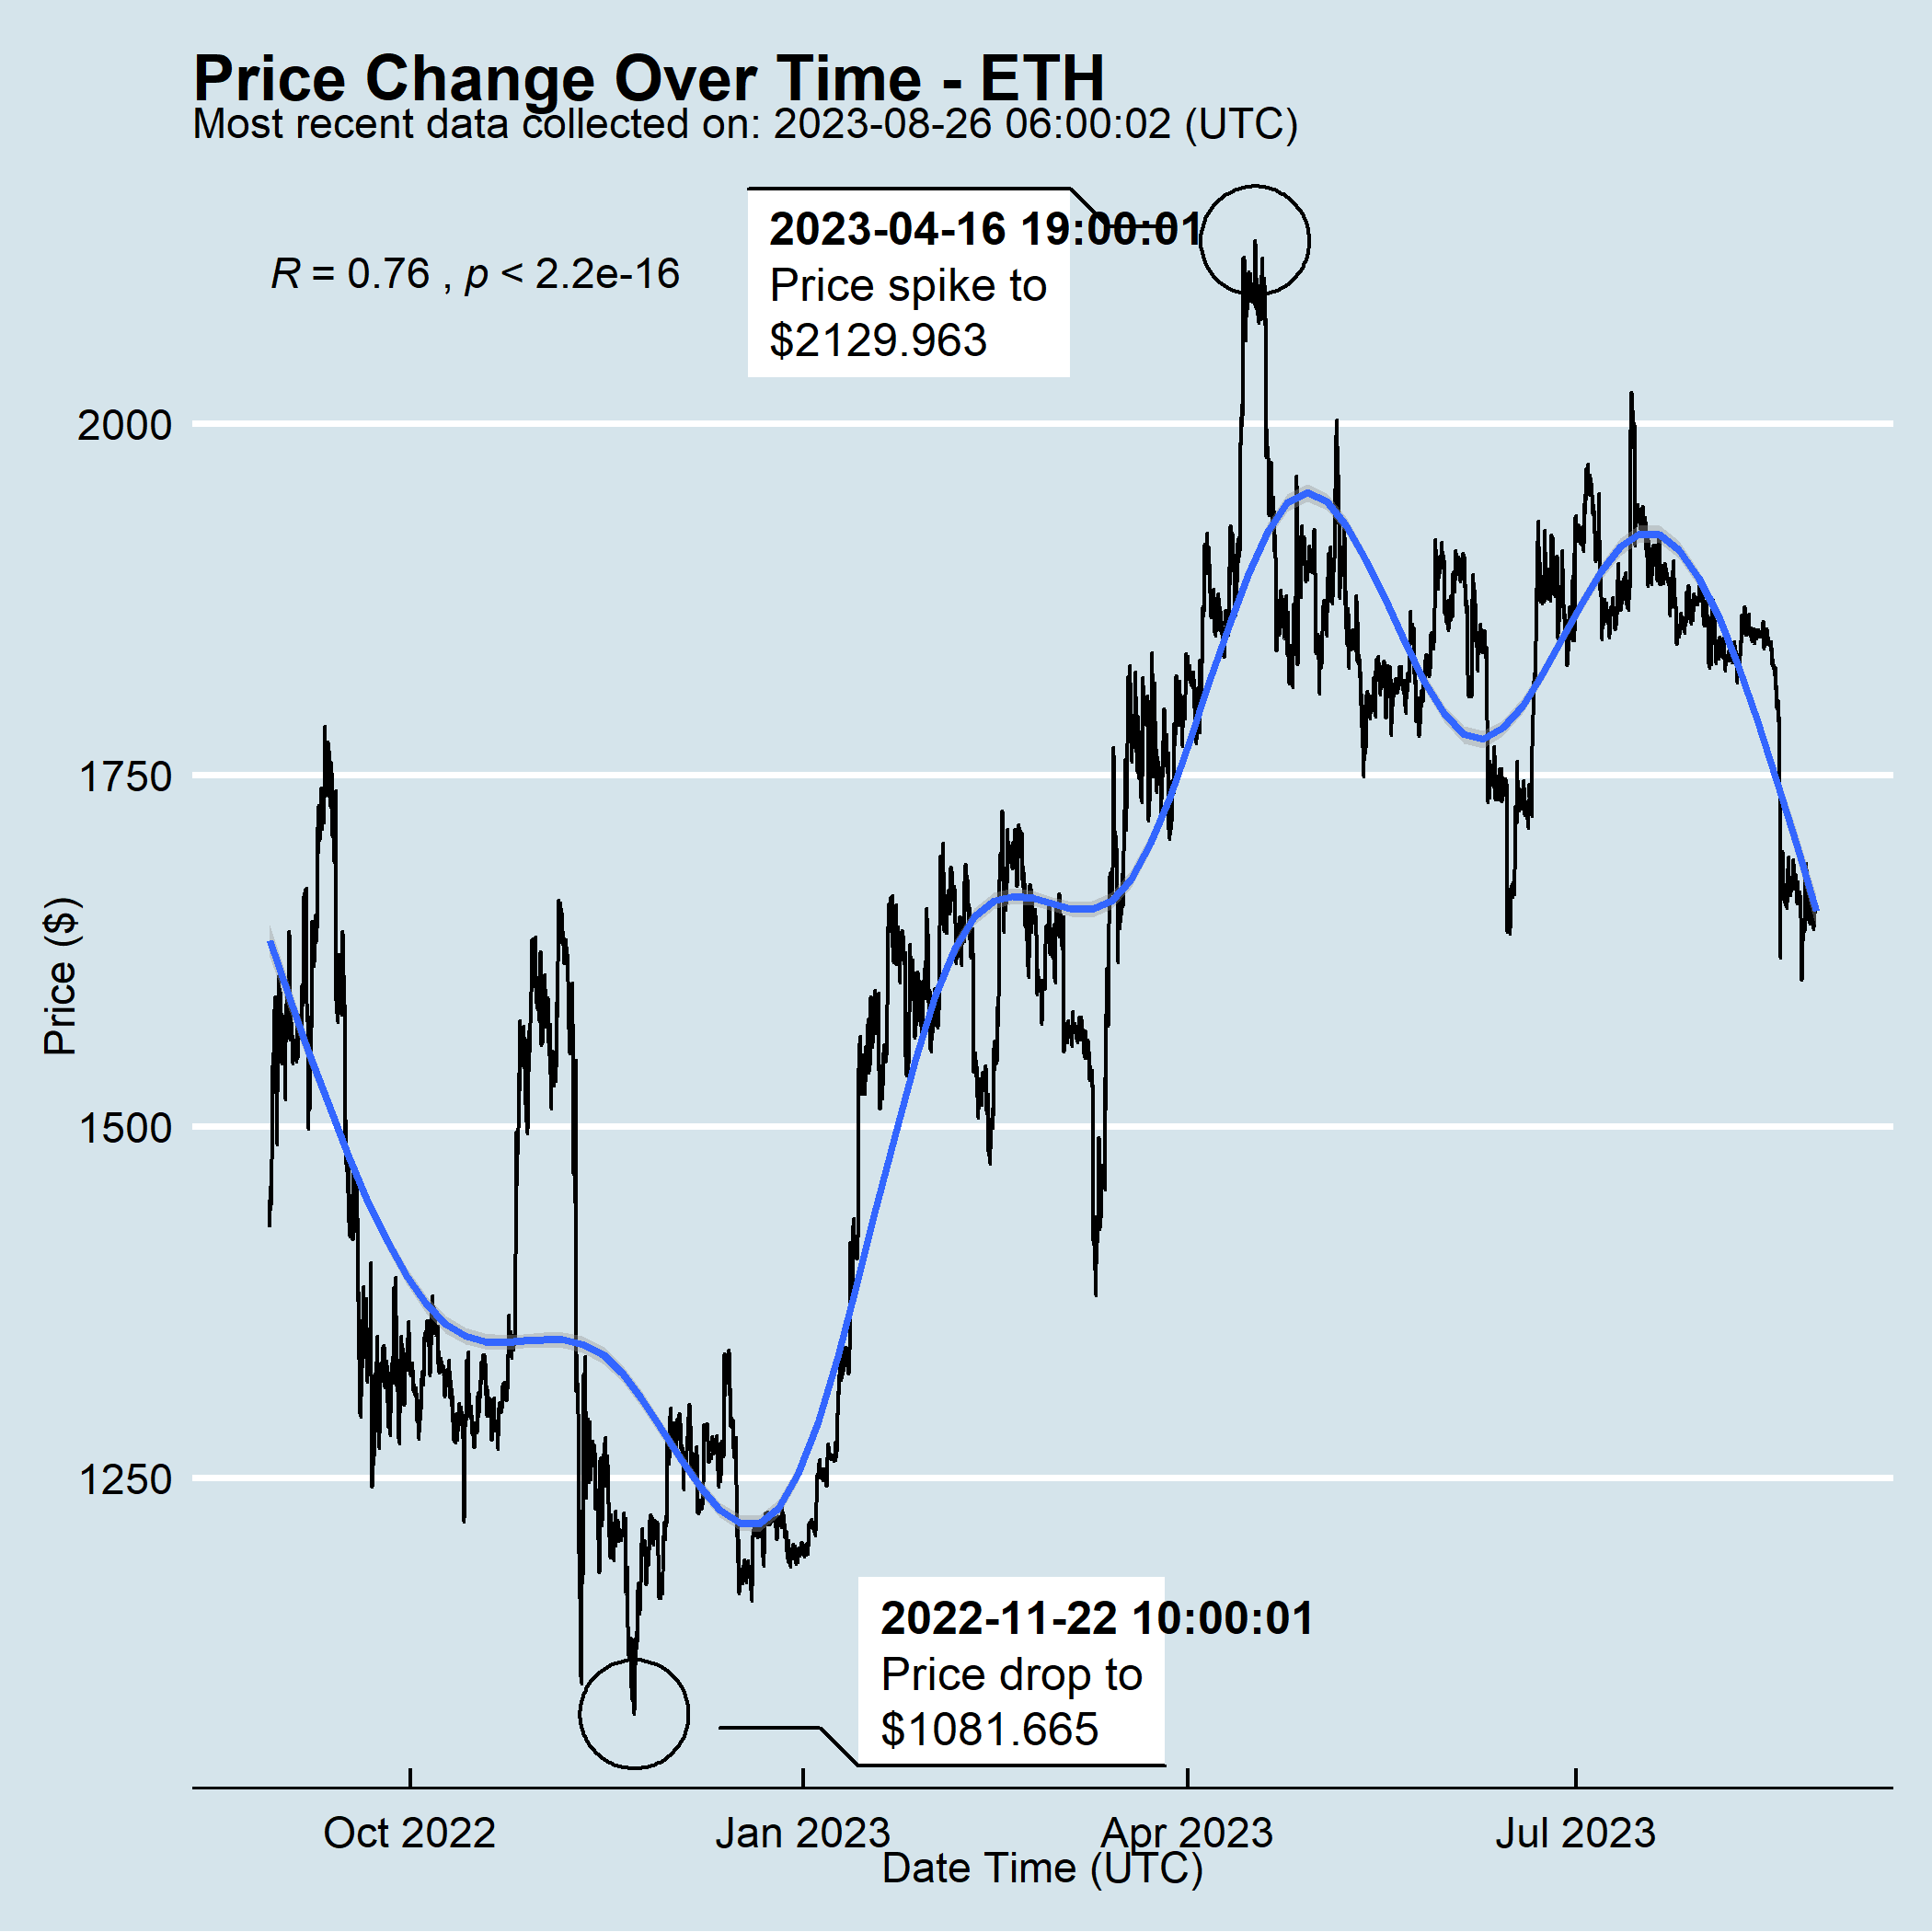 Price Change Over Time - ETH
Most recent data collected on: 2023-08-26 06:00:02 (UTC)
2023-04-16 19:00:01
Price spike to
$2129.963
R = 0.76 , p < 2.2e-16
2000
1750
1500
1250
Price ($)
2022-11-22 10:00:01
Price drop to
$1081.665
Oct 2022
Jan 2023
Apr 2023
Jul 2023
Date Time (UTC)